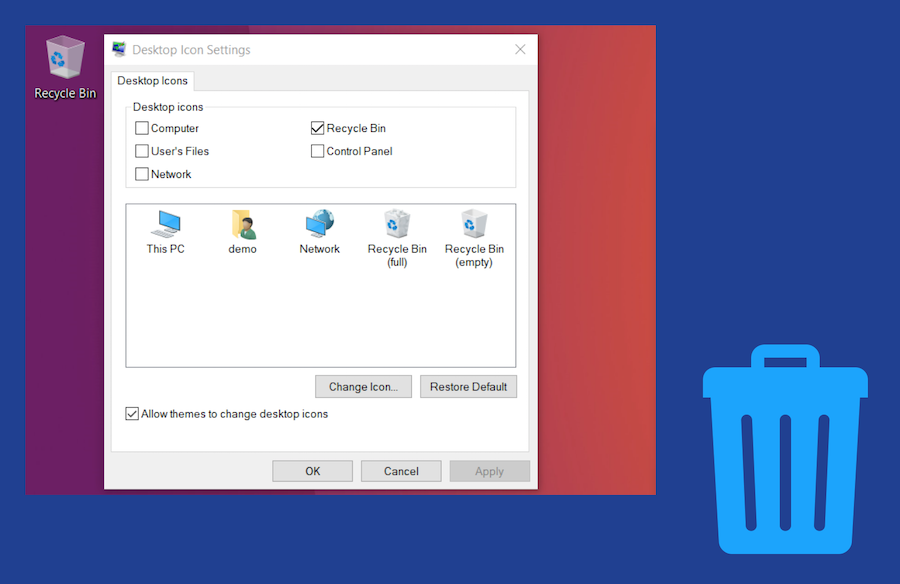 Recycle Bin
Desktop Icon Settings
Desktop Icons
Desktop icons
Computer
Recycle Bin
User's Files
Control Panel
Network
This PC
demo
Network
Recycle Bin
(full)
Recycle Bin
(empty)
Change Icon...
Restore Default
Allow themes to change desktop icons
OK
Cancel
Apply